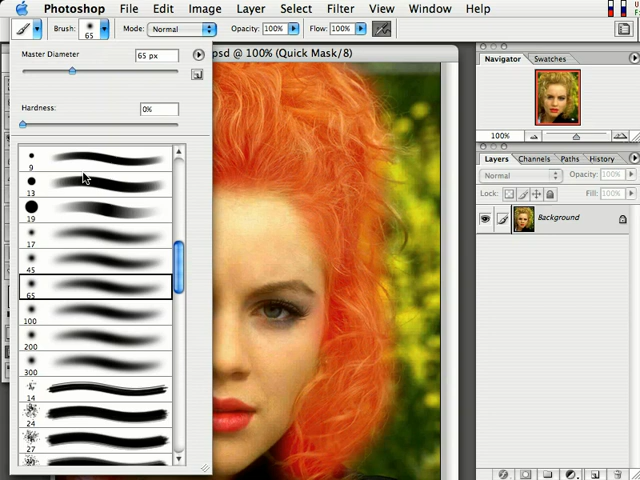 Photoshop File Edit Image Layer Select Filter View Window Help
Brush: 65 Mode: Normal Opacity: 100% Flow: 100%
psd @ 100% (Quick Mask/8)
Master Diameter 65 px
Hardness: 0%
9
13
19
17
45
65
100
200
300
14
24
27
Navigator Swatches
100%
Layers Channels Paths History
Normal Opacity: 100%
Lock: Fill: 100%
Background